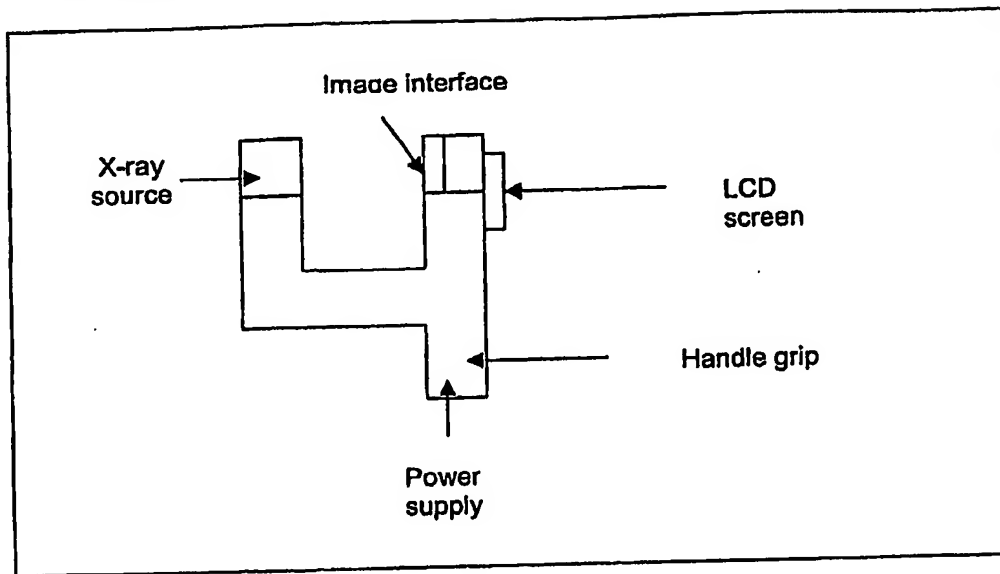 Image interface
X-ray
source
LCD
screen
Handle grip
Power
supply